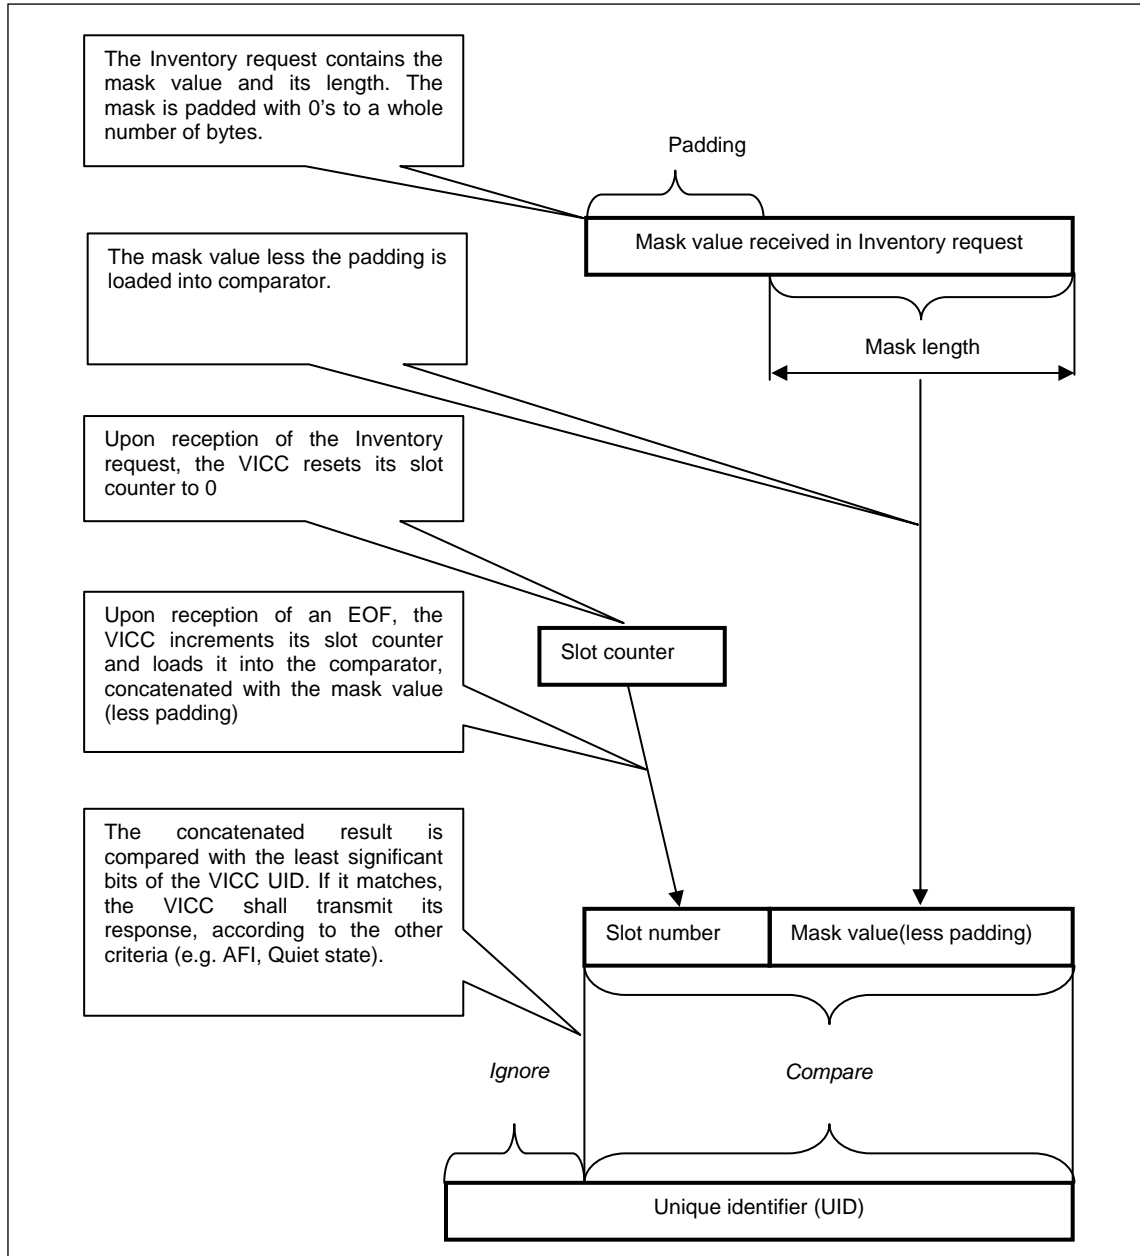 The Inventory request contains the
mask value and its length. The
mask is padded with 0's to a whole
number of bytes.
Padding
Mask value received in Inventory request
The mask value less the padding is
loaded into comparator.
Mask length
Upon reception of the Inventory
request, the VICC resets its slot
counter to 0
Upon reception of an EOF, the
VICC increments its slot counter
and loads it into the comparator,
concatenated with the mask value
(less padding)
Slot counter
The concatenated result is
compared with the least significant
bits of the VICC UID. If it matches,
the VICC shall transmit its
response, according to the other
criteria (e.g. AFI, Quiet state).
Slot number
Mask value(less padding)
Ignore
Compare
Unique identifier (UID)